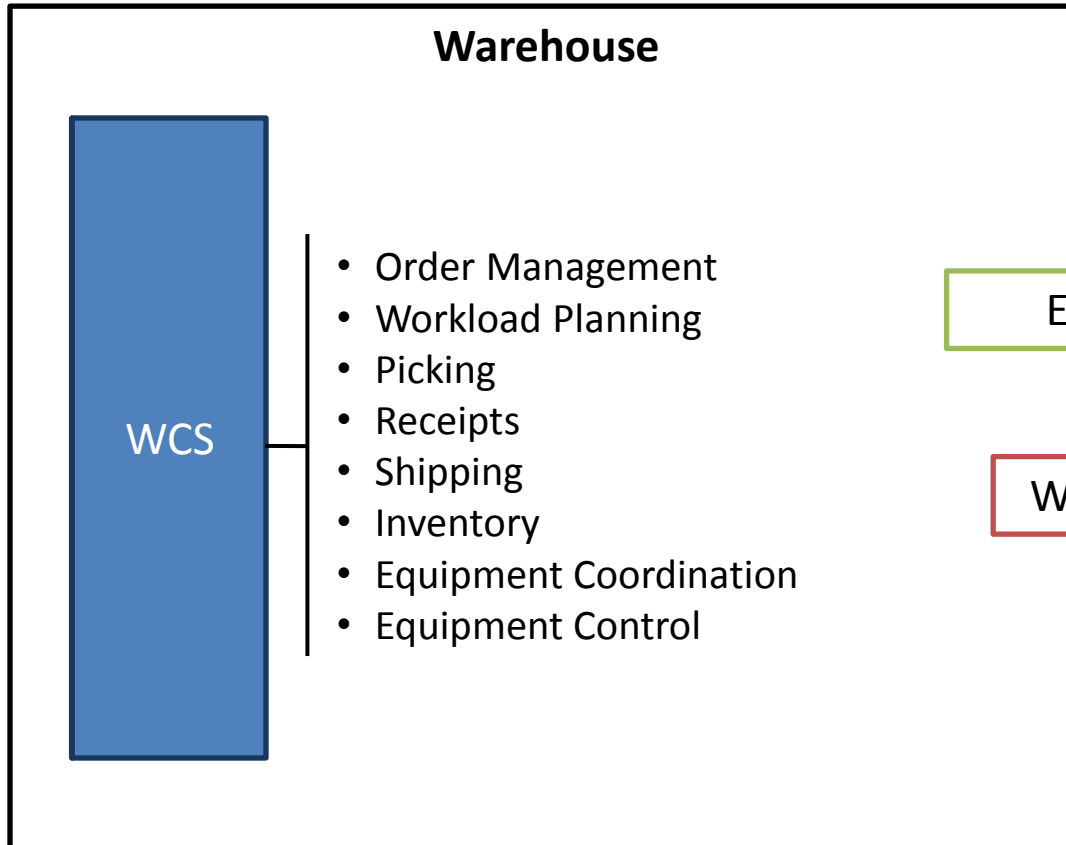 Warehouse
WCS
• Order Management
• Workload Planning
• Picking
• Receipts
• Shipping
• Inventory
• Equipment Coordination
• Equipment Control
E
W